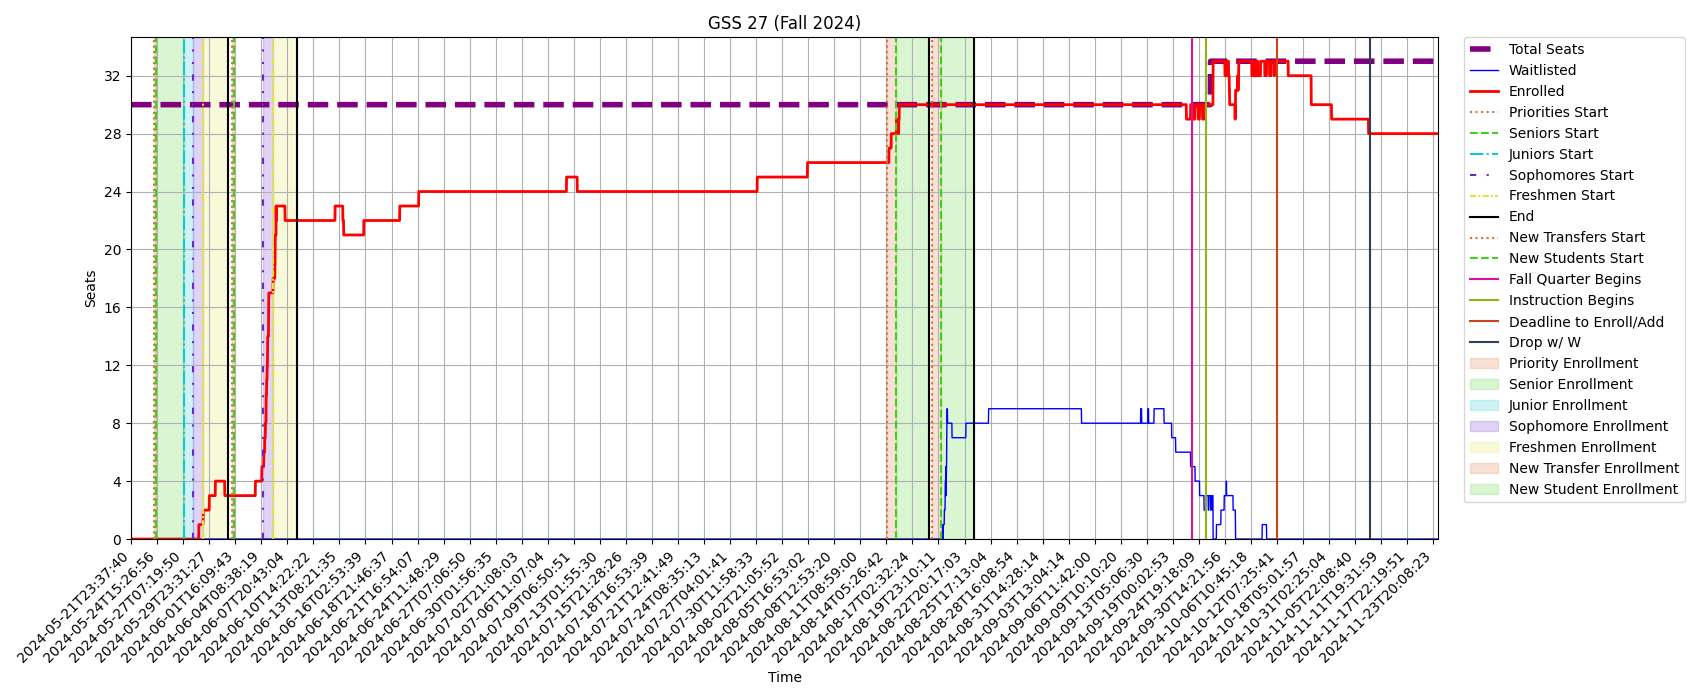 GSS 27 (Fall 2024)
Seats
32
28
24
20
16
12
8
4
0
2024-05-21T23:37:40
2024-05-24T15:26:56
2024-05-27T07:19:50
2024-05-29T23:31:27
2024-06-01T16:09:43
2024-06-04T08:38:19
2024-06-07T20:43:04
2024-06-10T14:22:22
2024-06-13T08:21:35
2024-06-16T02:53:39
2024-06-18T21:46:37
2024-06-21T16:54:07
2024-06-24T11:48:29
2024-06-27T07:06:50
2024-06-30T01:56:35
2024-07-02T21:08:03
2024-07-06T11:07:04
2024-07-09T06:50:51
2024-07-13T01:55:30
2024-07-15T21:28:26
2024-07-18T16:53:39
2024-07-21T12:41:49
2024-07-24T08:35:13
2024-07-27T04:01:41
2024-07-30T11:58:33
2024-08-02T21:05:52
2024-08-05T16:53:02
2024-08-08T12:53:20
2024-08-11T08:59:00
2024-08-14T05:26:42
2024-08-17T02:32:24
2024-08-19T23:10:11
2024-08-22T20:17:03
2024-08-25T17:13:04
2024-08-28T16:08:54
2024-08-31T14:28:14
2024-09-03T13:04:14
2024-09-06T11:42:00
2024-09-09T10:10:20
2024-09-13T05:06:30
2024-09-19T00:02:53
2024-09-24T19:18:09
2024-09-30T14:21:56
2024-10-06T10:45:18
2024-10-12T07:25:41
2024-10-18T05:01:57
2024-10-31T02:25:04
2024-11-05T22:08:40
2024-11-11T19:31:59
2024-11-17T22:19:51
2024-11-23T20:08:23
Time
Total Seats
Waitlisted
Enrolled
Priorities Start
Seniors Start
Juniors Start
Sophomores Start
Freshmen Start
End
New Transfers Start
New Students Start
Fall Quarter Begins
Instruction Begins
Deadline to Enroll/Add
Drop w/ W
Priority Enrollment
Senior Enrollment
Junior Enrollment
Sophomore Enrollment
Freshmen Enrollment
New Transfer Enrollment
New Student Enrollment